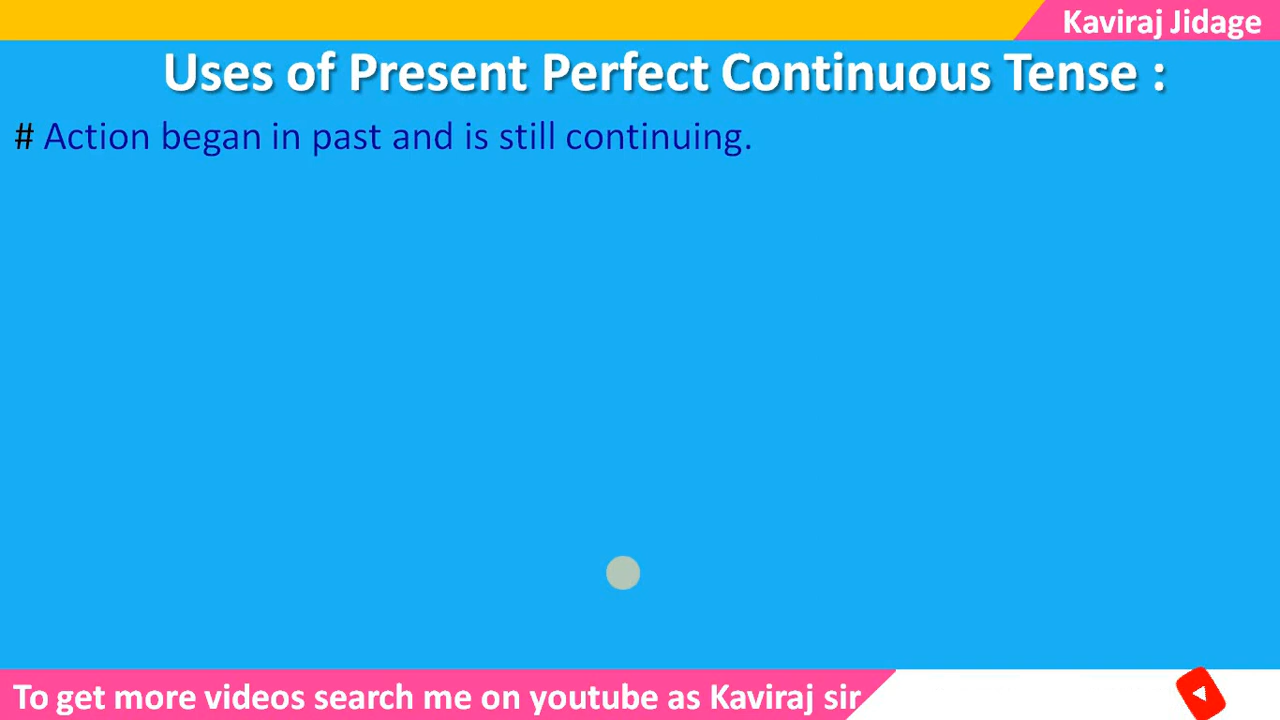 Kaviraj Jidage
Uses of Present Perfect Continuous Tense :
# Action began in past and is still continuing.
To get more videos search me on youtube as Kaviraj sir